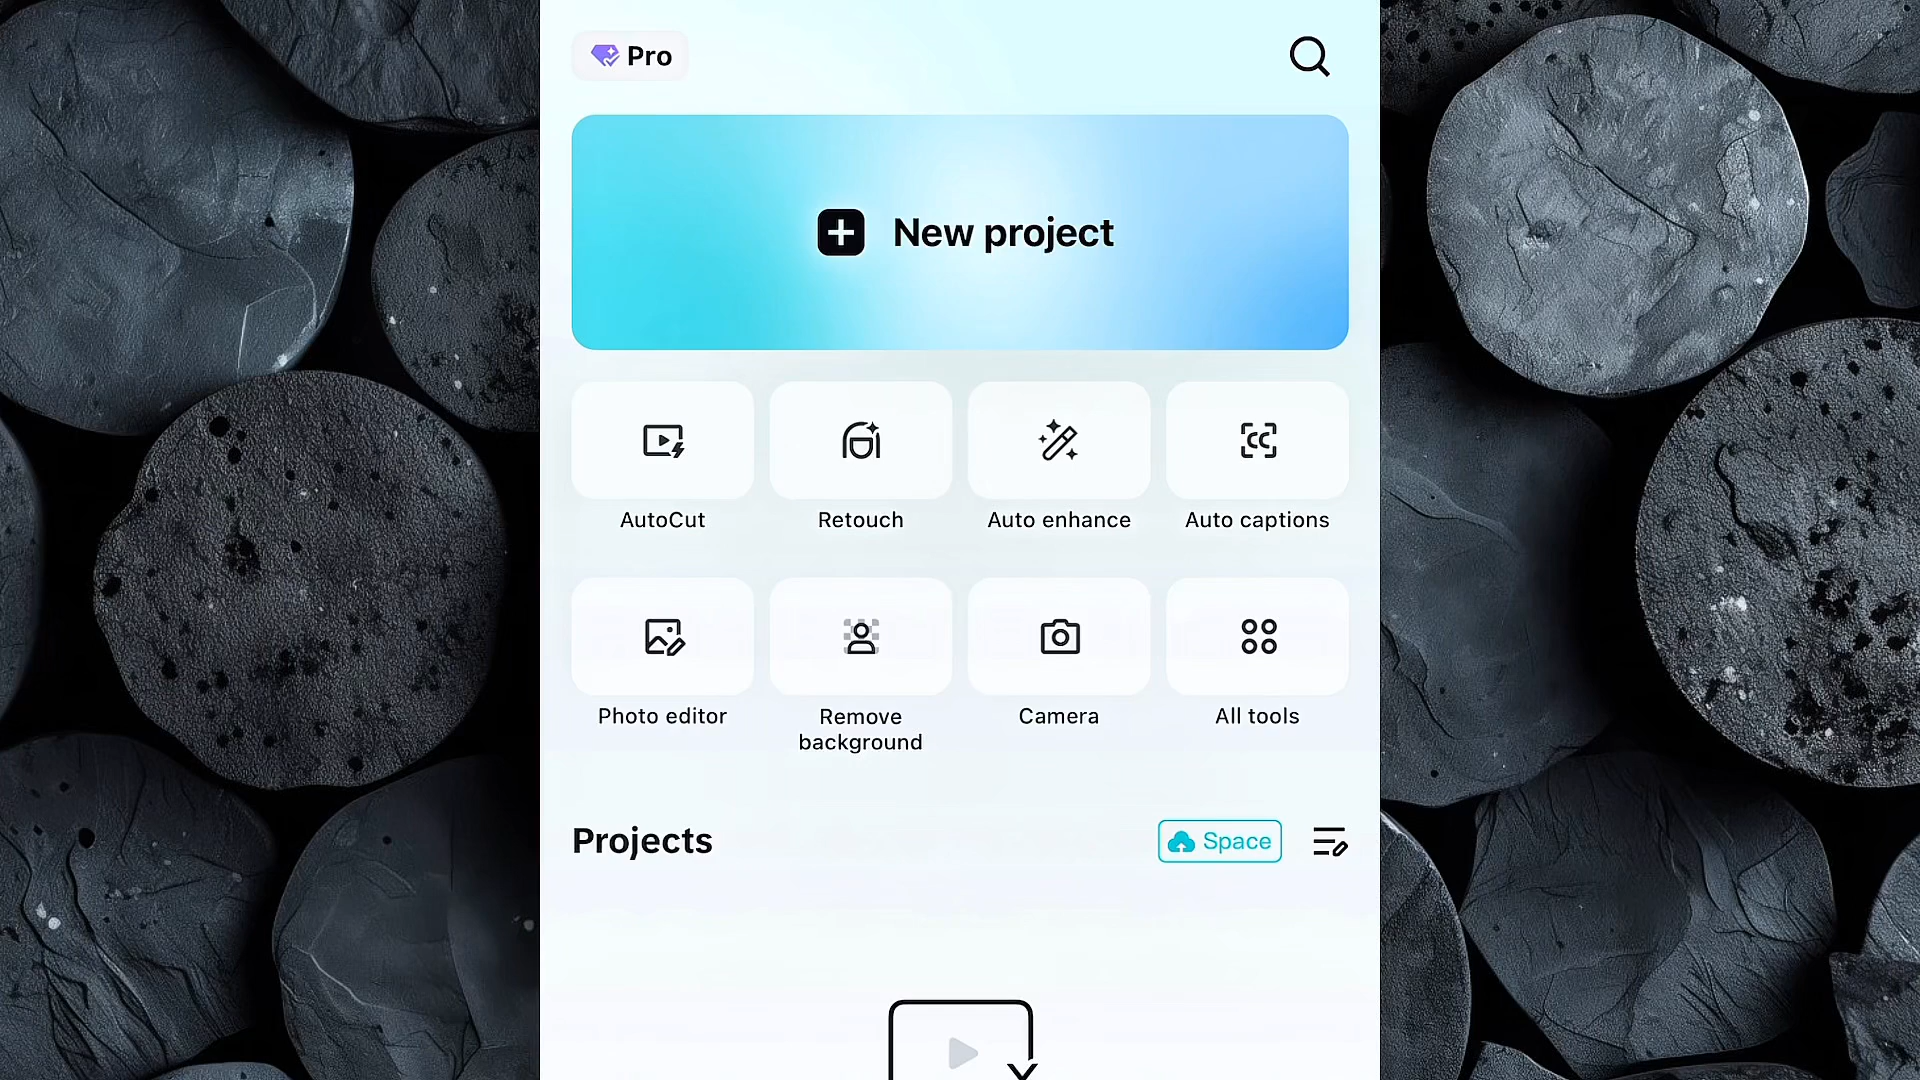 Pro
New project
AutoCut
Retouch
Auto enhance
Auto captions
Photo editor
Remove
background
Camera
All tools
Projects
Space